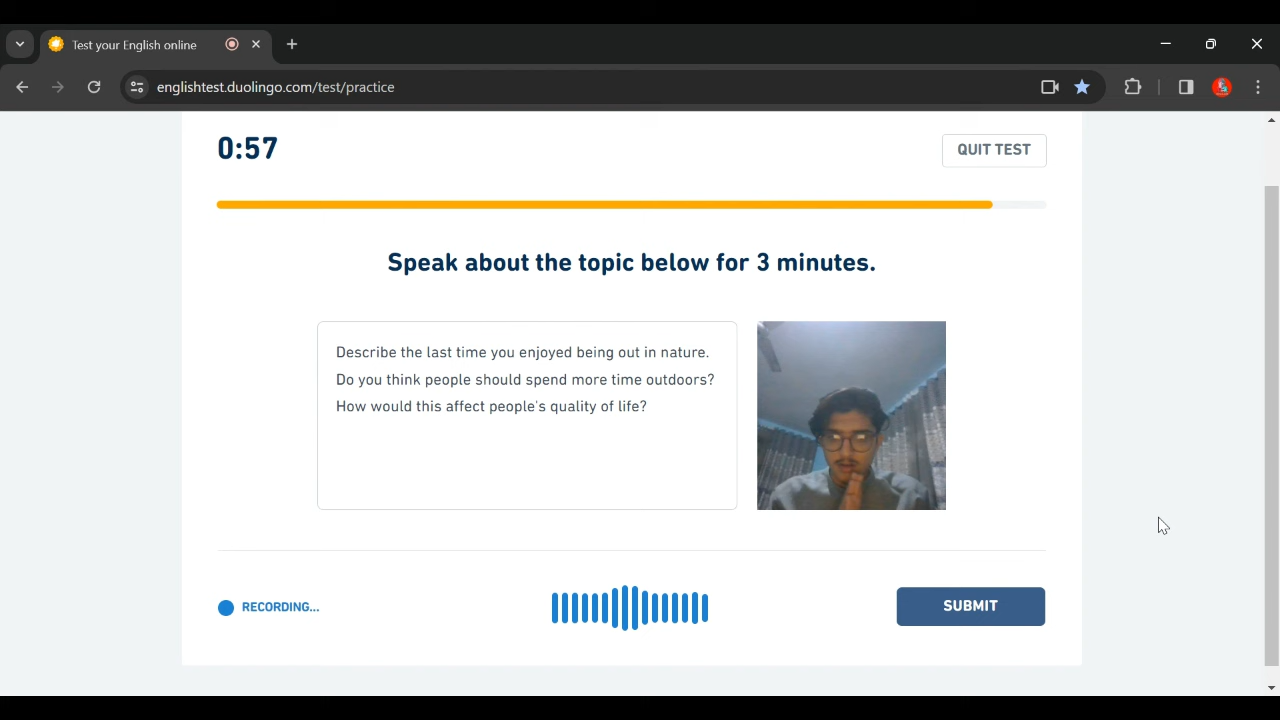 Test your English online
englishtest.duolingo.com/test/practice
0:57
QUIT TEST
Speak about the topic below for 3 minutes.
Describe the last time you enjoyed being out in nature.
Do you think people should spend more time outdoors?
How would this affect people's quality of life?
RECORDING...
SUBMIT